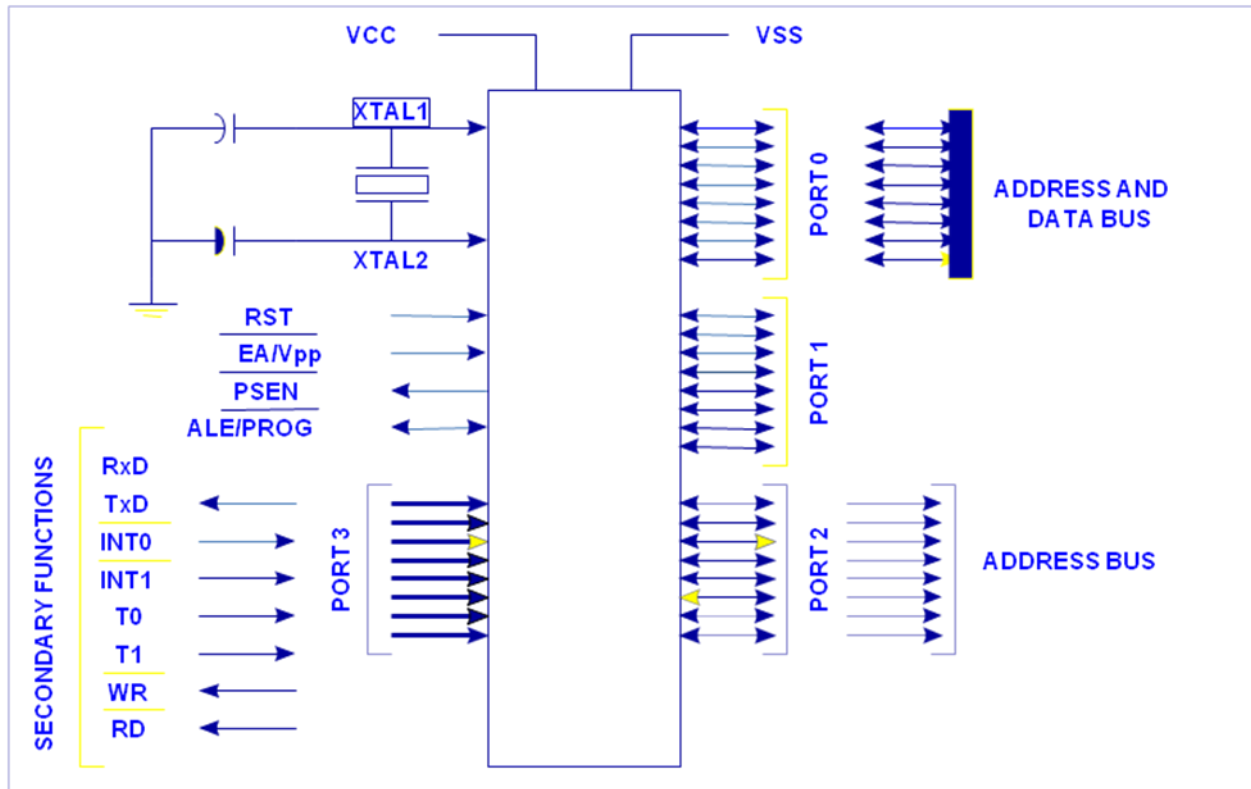 VCC
VSS
XTAL1
XTAL2
RST
EA/Vpp
PSEN
ALE/PROG
SECONDARY FUNCTIONS
RxD
TxD
INT0
INT1
T0
T1
WR
RD
PORT 3
PORT 0
ADDRESS AND
DATA BUS
PORT 1
PORT 2
ADDRESS BUS